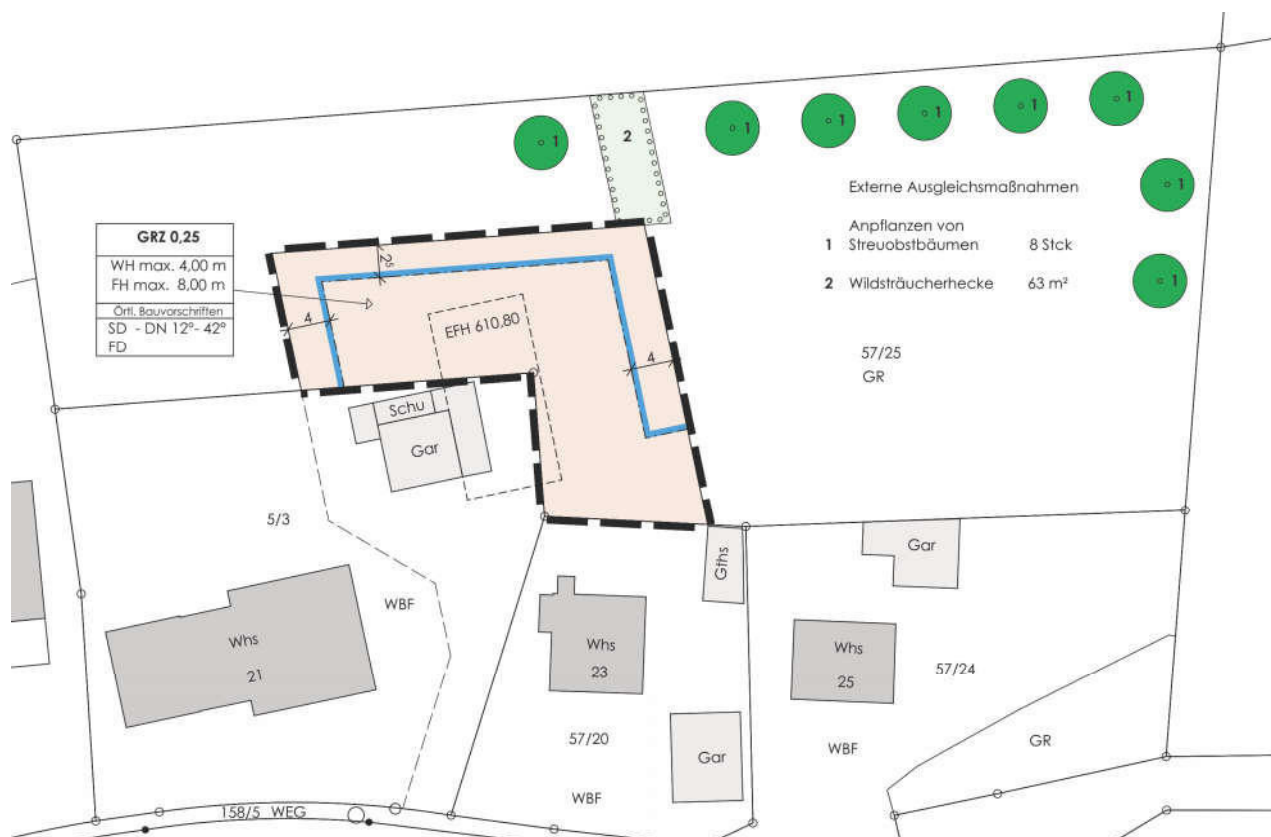 1
2
1
1
1
1
1
1
1
Externe Ausgleichsmaßnahmen
Anpflanzen von
1 Streuobstbäumen 8 Stck
2 Wildsträucherhecke 63 m²
GRZ 0,25
WH max. 4,00 m
FH max. 8,00 m
Örtl. Bauvorschriften
SD - DN 12°- 42°
FD
2⁵
4
EFH 610,80
4
57/25
GR
Schu
Gar
5/3
WBF
Whs
21
Gfhs
Gar
Whs
23
Whs
25
57/24
57/20
Gar
WBF
WBF
GR
158/5 WEG